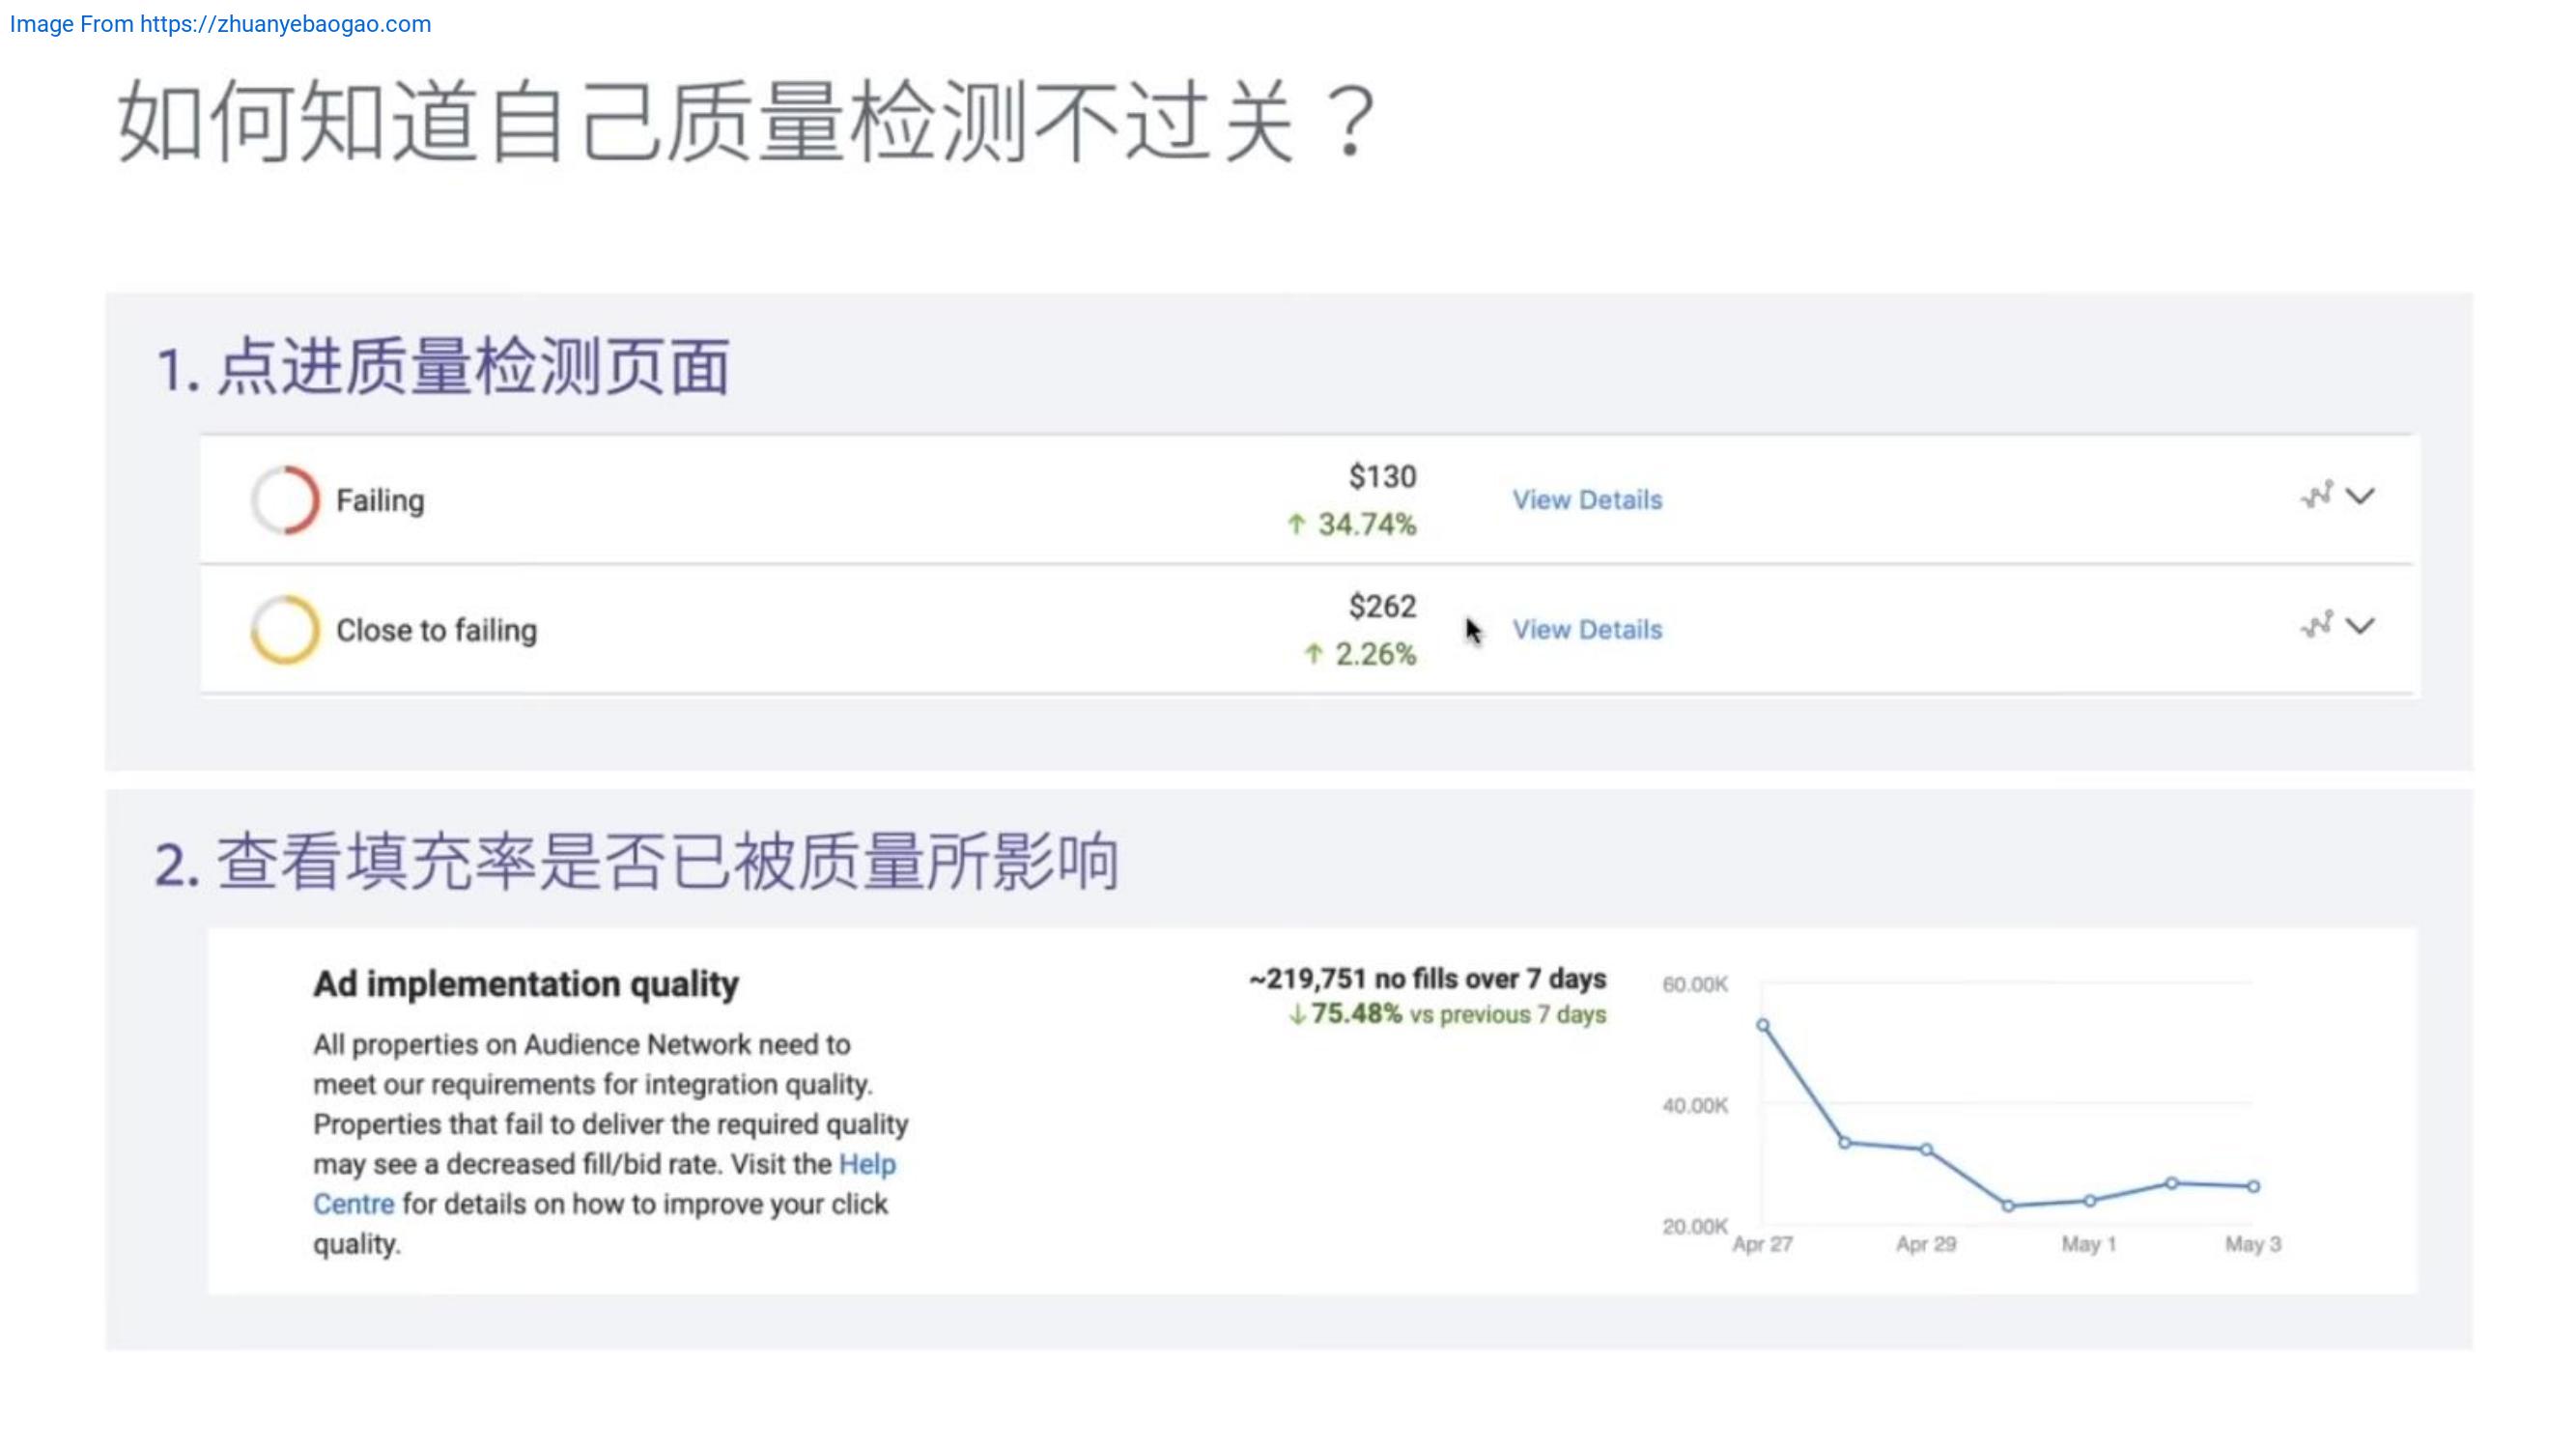 Image From https://zhuanyebaogao.com
如何知道自己质量检测不过关？
1. 点进质量检测页面
Failing
$130
↑ 34.74%
View Details
Close to failing
$262
↑ 2.26%
View Details
2. 查看填充率是否已被质量所影响
Ad implementation quality
All properties on Audience Network need to
meet our requirements for integration quality.
Properties that fail to deliver the required quality
may see a decreased fill/bid rate. Visit the Help
Centre for details on how to improve your click
quality.
~219,751 no fills over 7 days
↓ 75.48% vs previous 7 days
60.00K
40.00K
20.00K
Apr 27 Apr 29 May 1 May 3